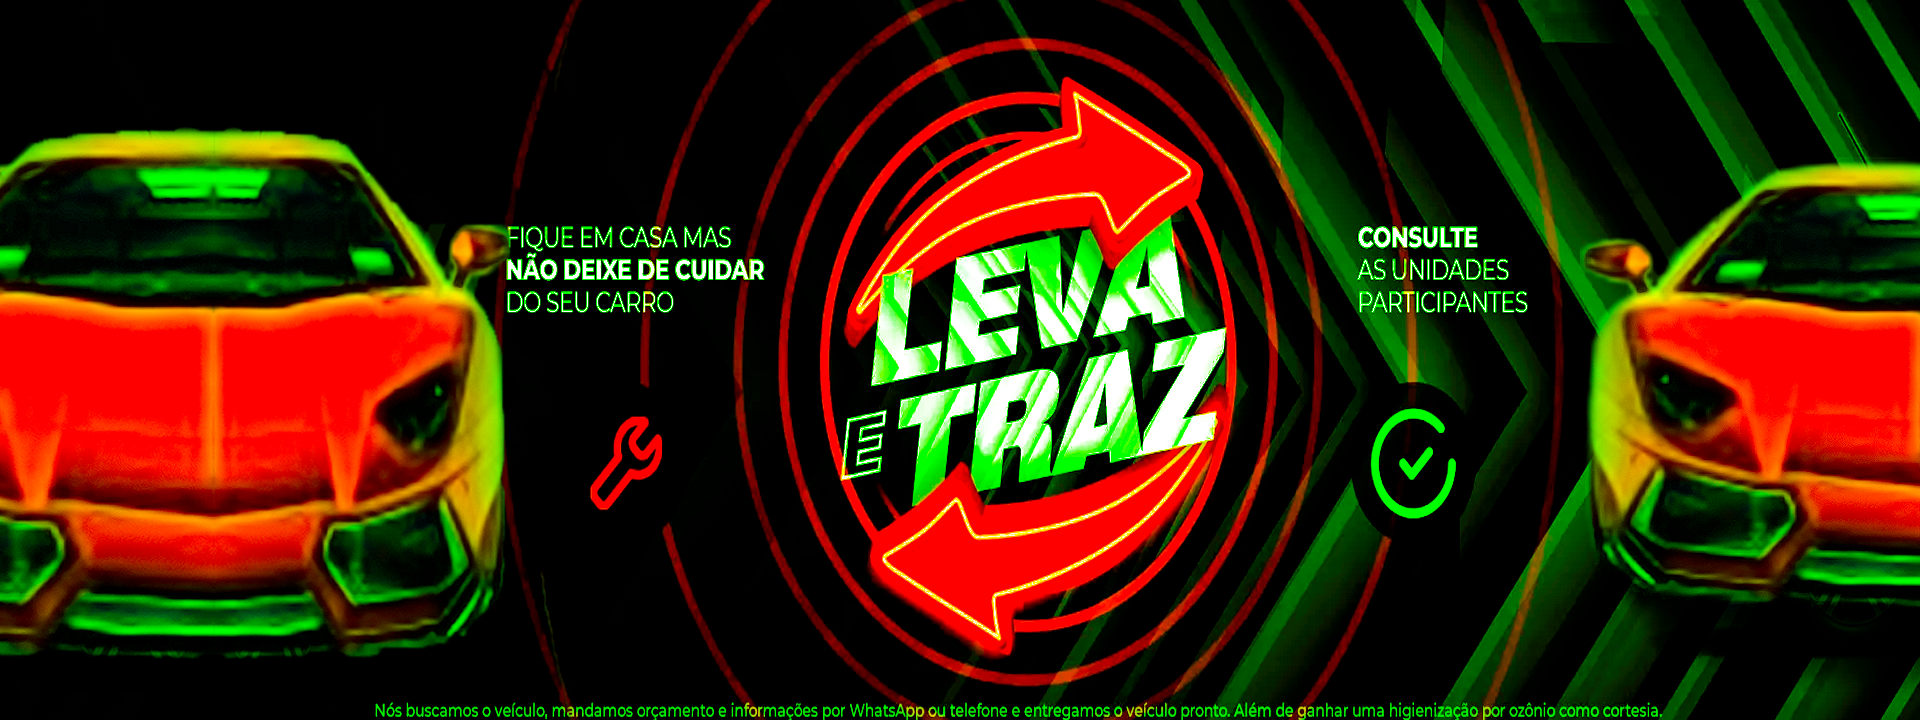 FIQUE EM CASA MAS
NÃO DEIXE DE CUIDAR
DO SEU CARRO
LEVA
E TRAZ
CONSULTE
AS UNIDADES
PARTICIPANTES
Nós buscamos o veículo, mandamos orçamento e informações por WhatsApp ou telefone e entregamos o veículo pronto. Além de ganhar uma higienização por ozônio como cortesia.